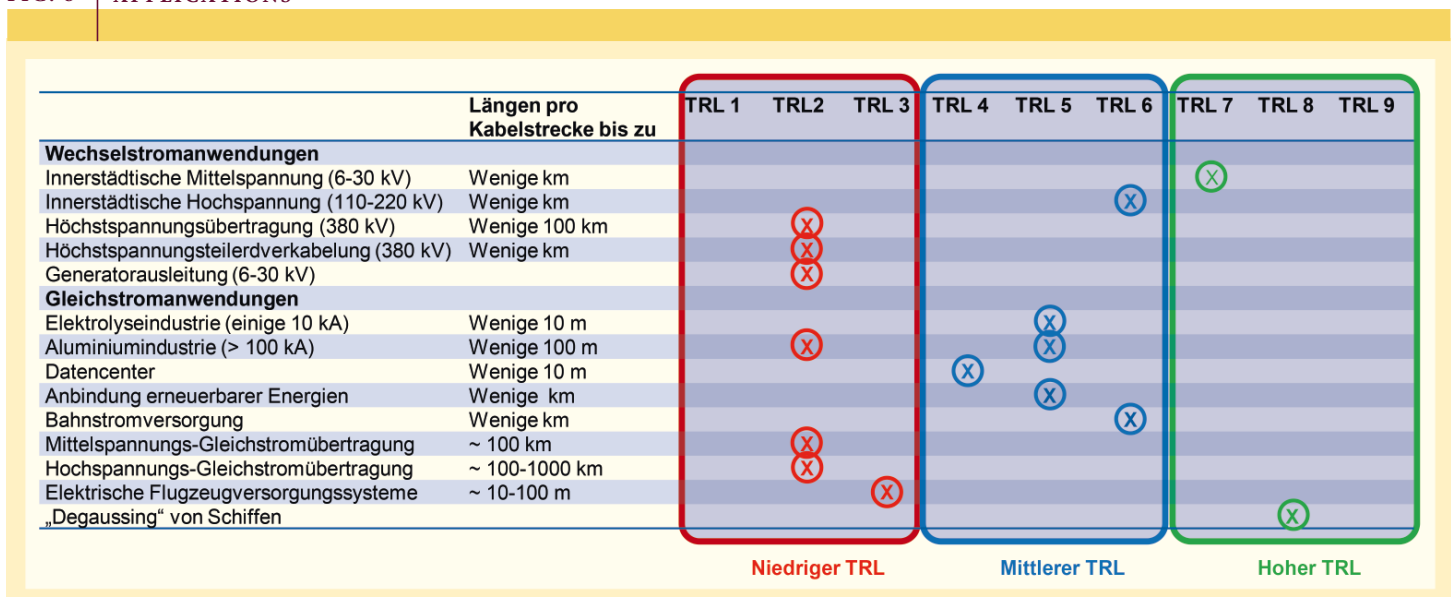 FIG. 6 APPLICATIONS
Längen pro Kabelstrecke bis zu TRL 1 TRL2 TRL 3 TRL 4 TRL 5 TRL 6 TRL 7 TRL 8 TRL 9
Wechselstromanwendungen
Innerstädtische Mittelspannung (6-30 kV) Wenige km X
Innerstädtische Hochspannung (110-220 kV) Wenige km X
Höchstspannungsübertragung (380 kV) Wenige 100 km X
Höchstspannungsteilerdverkabelung (380 kV) Wenige km X
Generatorausleitung (6-30 kV) X
Gleichstromanwendungen
Elektrolyseindustrie (einige 10 kA) Wenige 10 m X
Aluminiumindustrie (> 100 kA) Wenige 100 m X X
Datencenter Wenige 10 m X
Anbindung erneuerbarer Energien Wenige km X
Bahnstromversorgung Wenige km X
Mittelspannungs-Gleichstromübertragung ~ 100 km X
Hochspannungs-Gleichstromübertragung ~ 100-1000 km X
Elektrische Flugzeugversorgungssysteme ~ 10-100 m X
„Degaussing“ von Schiffen X
Niedriger TRL Mittlerer TRL Hoher TRL